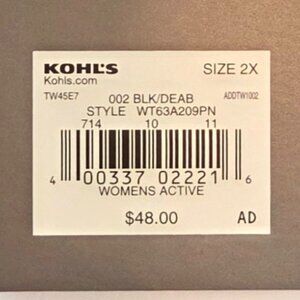 KOHL'S SIZE 2X
Kohls.com
TW45E7 ADDTW1002
002 BLK/DEAB
STYLE WT63A209PN
714 10 11
4 00337 02221 6
WOMENS ACTIVE
$48.00 AD